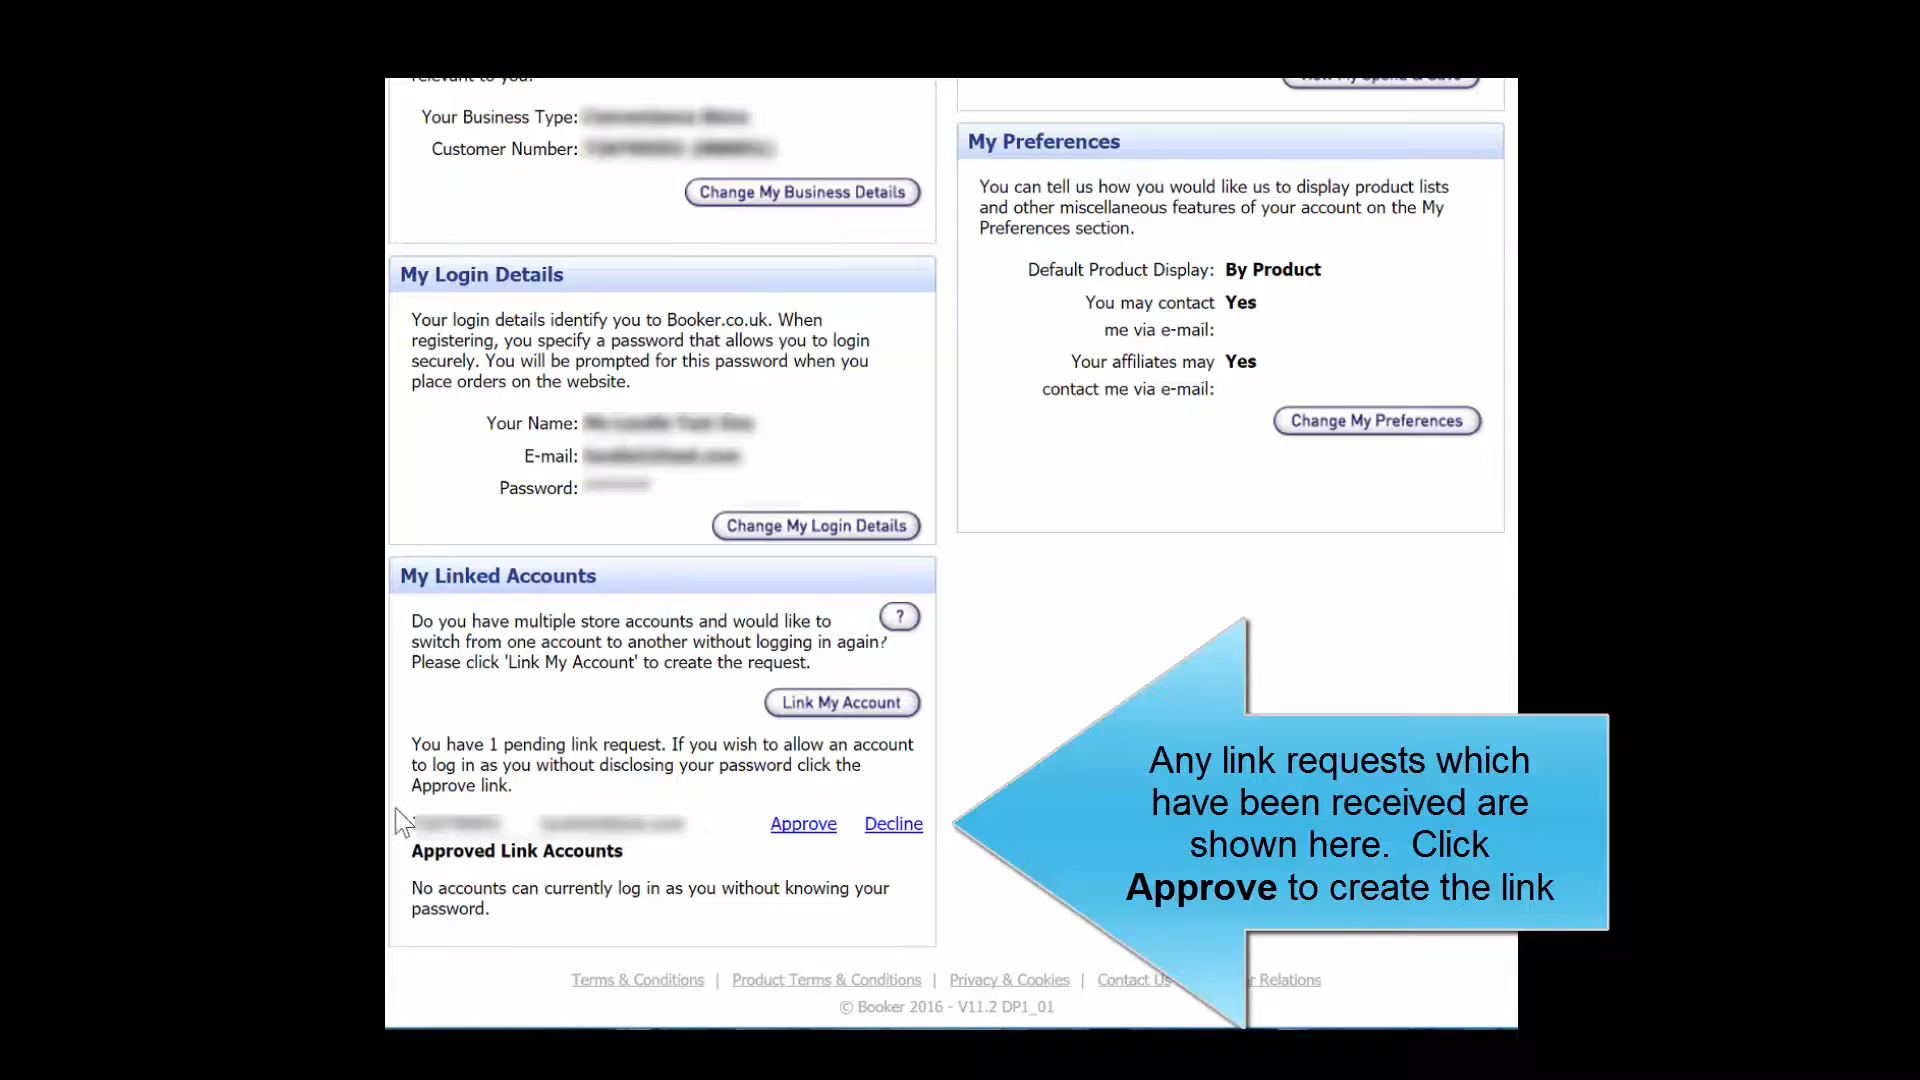 relevant to you.
Your Business Type:
Customer Number:
Change My Business Details
My Login Details
Your login details identify you to Booker.co.uk. When
registering, you specify a password that allows you to login
securely. You will be prompted for this password when you
place orders on the website.
Your Name:
E-mail:
Password:
Change My Login Details
My Linked Accounts
Do you have multiple store accounts and would like to
switch from one account to another without logging in again?
Please click 'Link My Account' to create the request.
?
Link My Account
You have 1 pending link request. If you wish to allow an account
to log in as you without disclosing your password click the
Approve link.
Approve Decline
Approved Link Accounts
No accounts can currently log in as you without knowing your
password.
View My Spend & Save
My Preferences
You can tell us how you would like us to display product lists
and other miscellaneous features of your account on the My
Preferences section.
Default Product Display: By Product
You may contact Yes
me via e-mail:
Your affiliates may Yes
contact me via e-mail:
Change My Preferences
Any link requests which
have been received are
shown here. Click
Approve to create the link
Terms & Conditions | Product Terms & Conditions | Privacy & Cookies | Contact Us r Relations
© Booker 2016 - V11.2 DP1_01